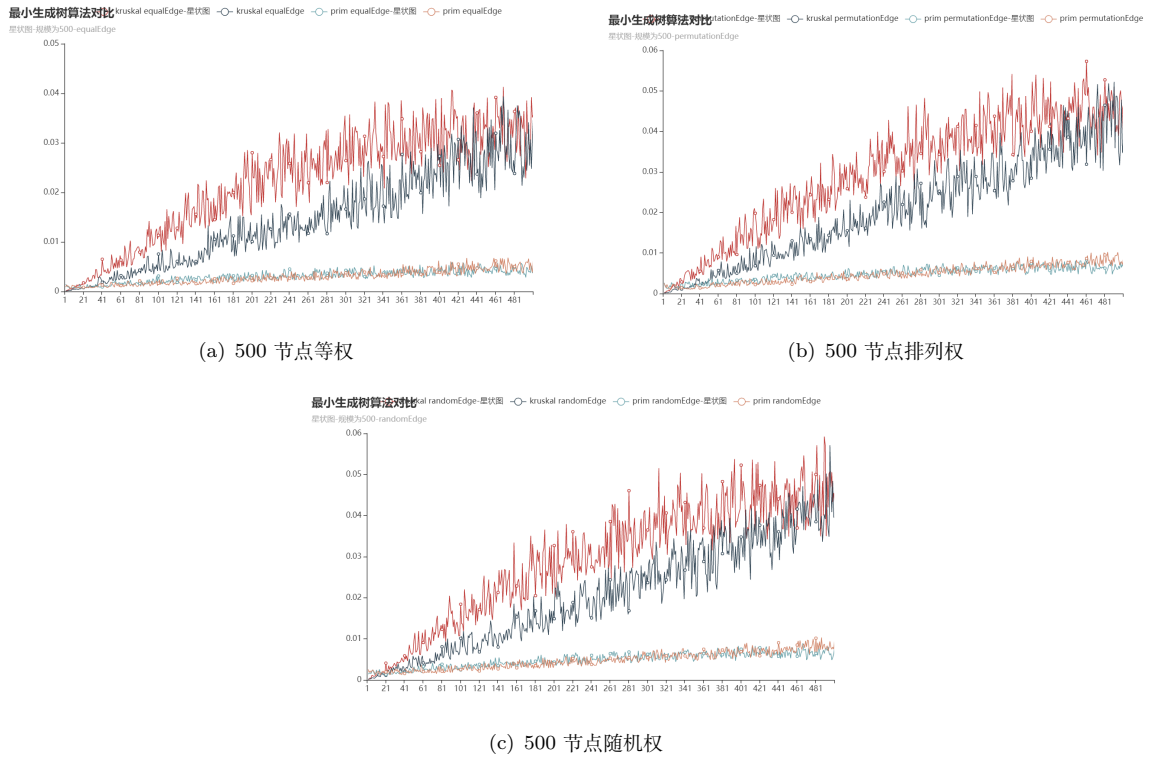 最小生成树算法对比
kruskal equalEdge-星状图 kruskal equalEdge prim equalEdge-星状图 prim equalEdge
星状图-规模为500-equalEdge
0.05
0.04
0.03
0.02
0.01
0
1 21 41 61 81 101 121 141 161 181 201 221 241 261 281 301 321 341 361 381 401 421 441 461 481
(a) 500 节点等权
最小生成树算法对比
mutationEdge-星状图 kruskal permutationEdge prim permutationEdge-星状图 prim permutationEdge
星状图-规模为500-permutationEdge
0.06
0.05
0.04
0.03
0.02
0.01
0
1 21 41 61 81 101 121 141 161 181 201 221 241 261 281 301 321 341 361 381 401 421 441 461 481
(b) 500 节点排列权
最小生成树算法对比
kal randomEdge-星状图 kruskal randomEdge prim randomEdge-星状图 prim randomEdge
星状图-规模为500-randomEdge
0.06
0.05
0.04
0.03
0.02
0.01
0
1 21 41 61 81 101 121 141 161 181 201 221 241 261 281 301 321 341 361 381 401 421 441 461 481
(c) 500 节点随机权